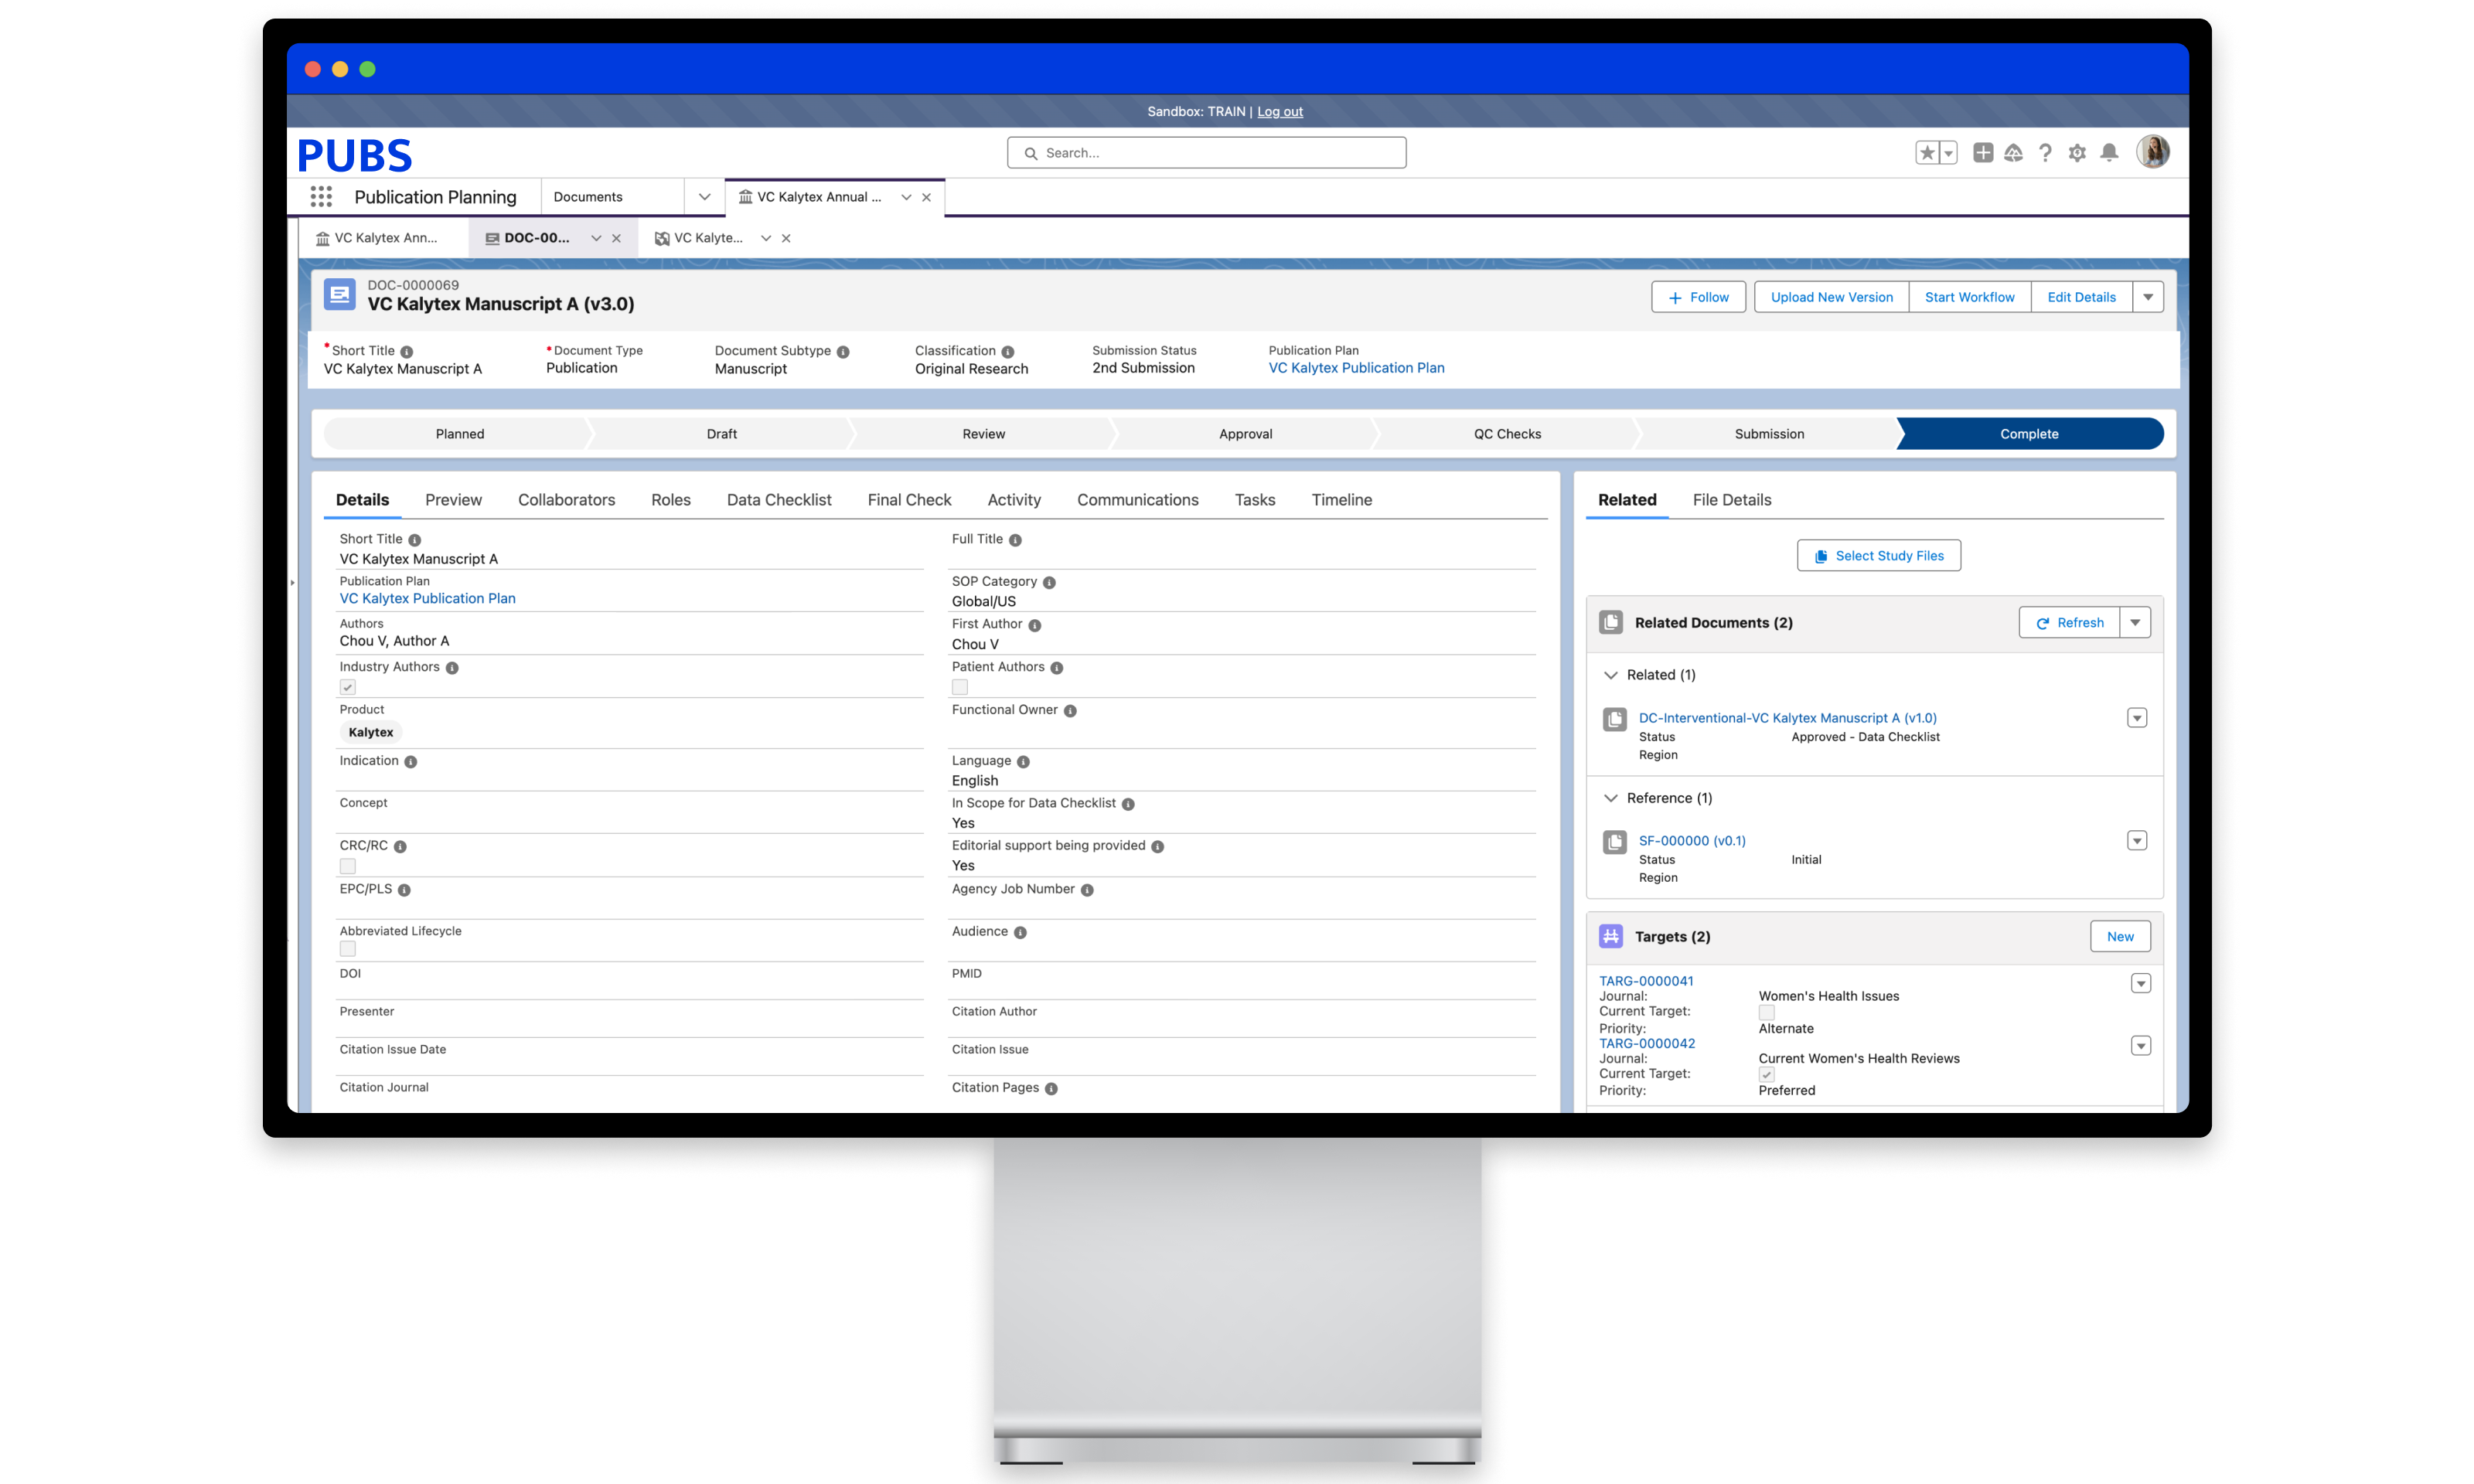 Sandbox: TRAIN | Log out
PUBS
Search...
Publication Planning
Documents
VC Kalytex Annual ...
VC Kalytex Ann...
DOC-00...
VC Kalyte...
DOC-0000069
VC Kalytex Manuscript A (v3.0)
Follow
Upload New Version
Start Workflow
Edit Details
* Short Title
VC Kalytex Manuscript A
* Document Type
Publication
Document Subtype
Manuscript
Classification
Original Research
Submission Status
2nd Submission
Publication Plan
VC Kalytex Publication Plan
Planned
Draft
Review
Approval
QC Checks
Submission
Complete
Details
Preview
Collaborators
Roles
Data Checklist
Final Check
Activity
Communications
Tasks
Timeline
Short Title
VC Kalytex Manuscript A
Full Title
Publication Plan
VC Kalytex Publication Plan
SOP Category
Global/US
Authors
Chou V, Author A
First Author
Chou V
Industry Authors
Patient Authors
Product
Kalytex
Functional Owner
Indication
Language
English
Concept
In Scope for Data Checklist
Yes
CRC/RC
Editorial support being provided
Yes
EPC/PLS
Agency Job Number
Abbreviated Lifecycle
Audience
DOI
PMID
Presenter
Citation Author
Citation Issue Date
Citation Issue
Citation Journal
Citation Pages
Related
File Details
Select Study Files
Related Documents (2)
Refresh
Related (1)
DC-Interventional-VC Kalytex Manuscript A (v1.0)
Status Approved - Data Checklist
Region
Reference (1)
SF-000000 (v0.1)
Status Initial
Region
Targets (2)
New
TARG-0000041
Journal: Women's Health Issues
Current Target:
Priority: Alternate
TARG-0000042
Journal: Current Women's Health Reviews
Current Target:
Priority: Preferred